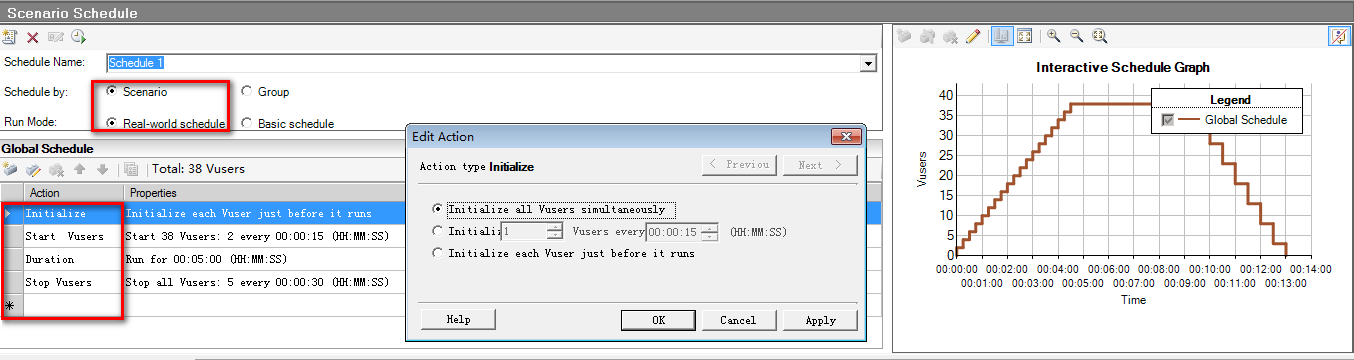 Scenario Schedule
Schedule Name: Schedule 1
Schedule by: Scenario Group
Run Mode: Real-world schedule Basic schedule
Global Schedule
Total: 38 Vusers
Action Properties
Initialize Initialize each Vuser just before it runs
Start Vusers Start 38 Vusers: 2 every 00:00:15 (HH:MM:SS)
Duration Run for 00:05:00 (HH:MM:SS)
Stop Vusers Stop all Vusers: 5 every 00:00:30 (HH:MM:SS)
*
Edit Action
Action type Initialize
< Previou Next >
Initialize all Vusers simultaneously
Initiali 1 Vusers every 00:00:15 (HH:MM:SS)
Initialize each Vuser just before it runs
Help OK Cancel Apply
Interactive Schedule Graph
Legend
Global Schedule
Vusers
40
35
30
25
20
15
10
5
0
00:00:00 00:02:00 00:04:00 00:06:00 00:08:00 00:10:00 00:12:00 00:14:00
00:01:00 00:03:00 00:05:00 00:07:00 00:09:00 00:11:00 00:13:00
Time